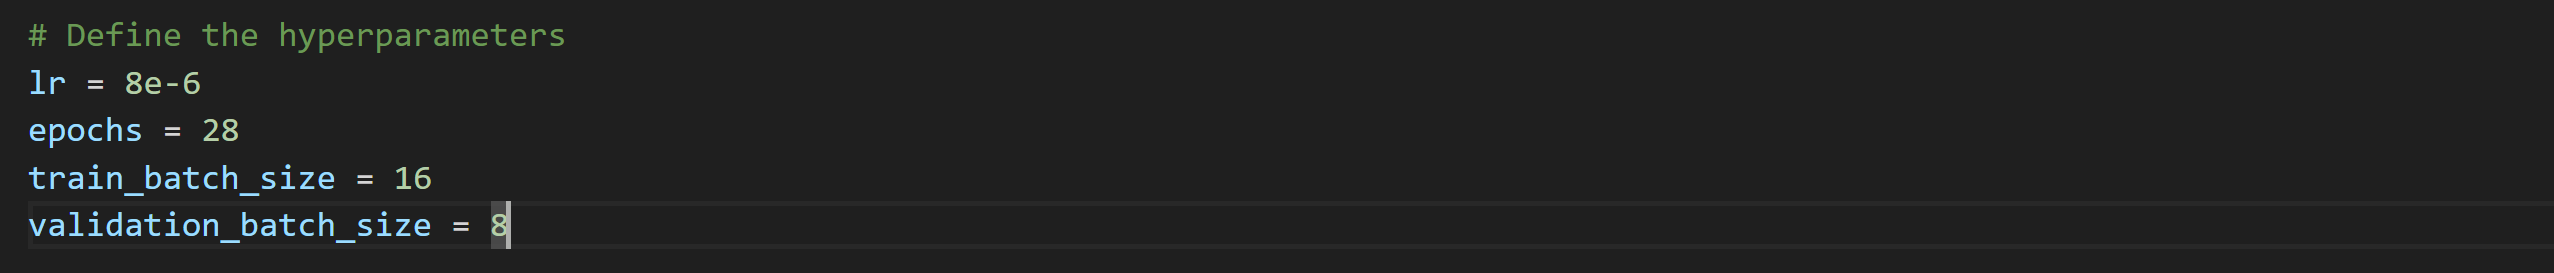 # Define the hyperparameters
lr = 8e-6
epochs = 28
train_batch_size = 16
validation_batch_size = 8